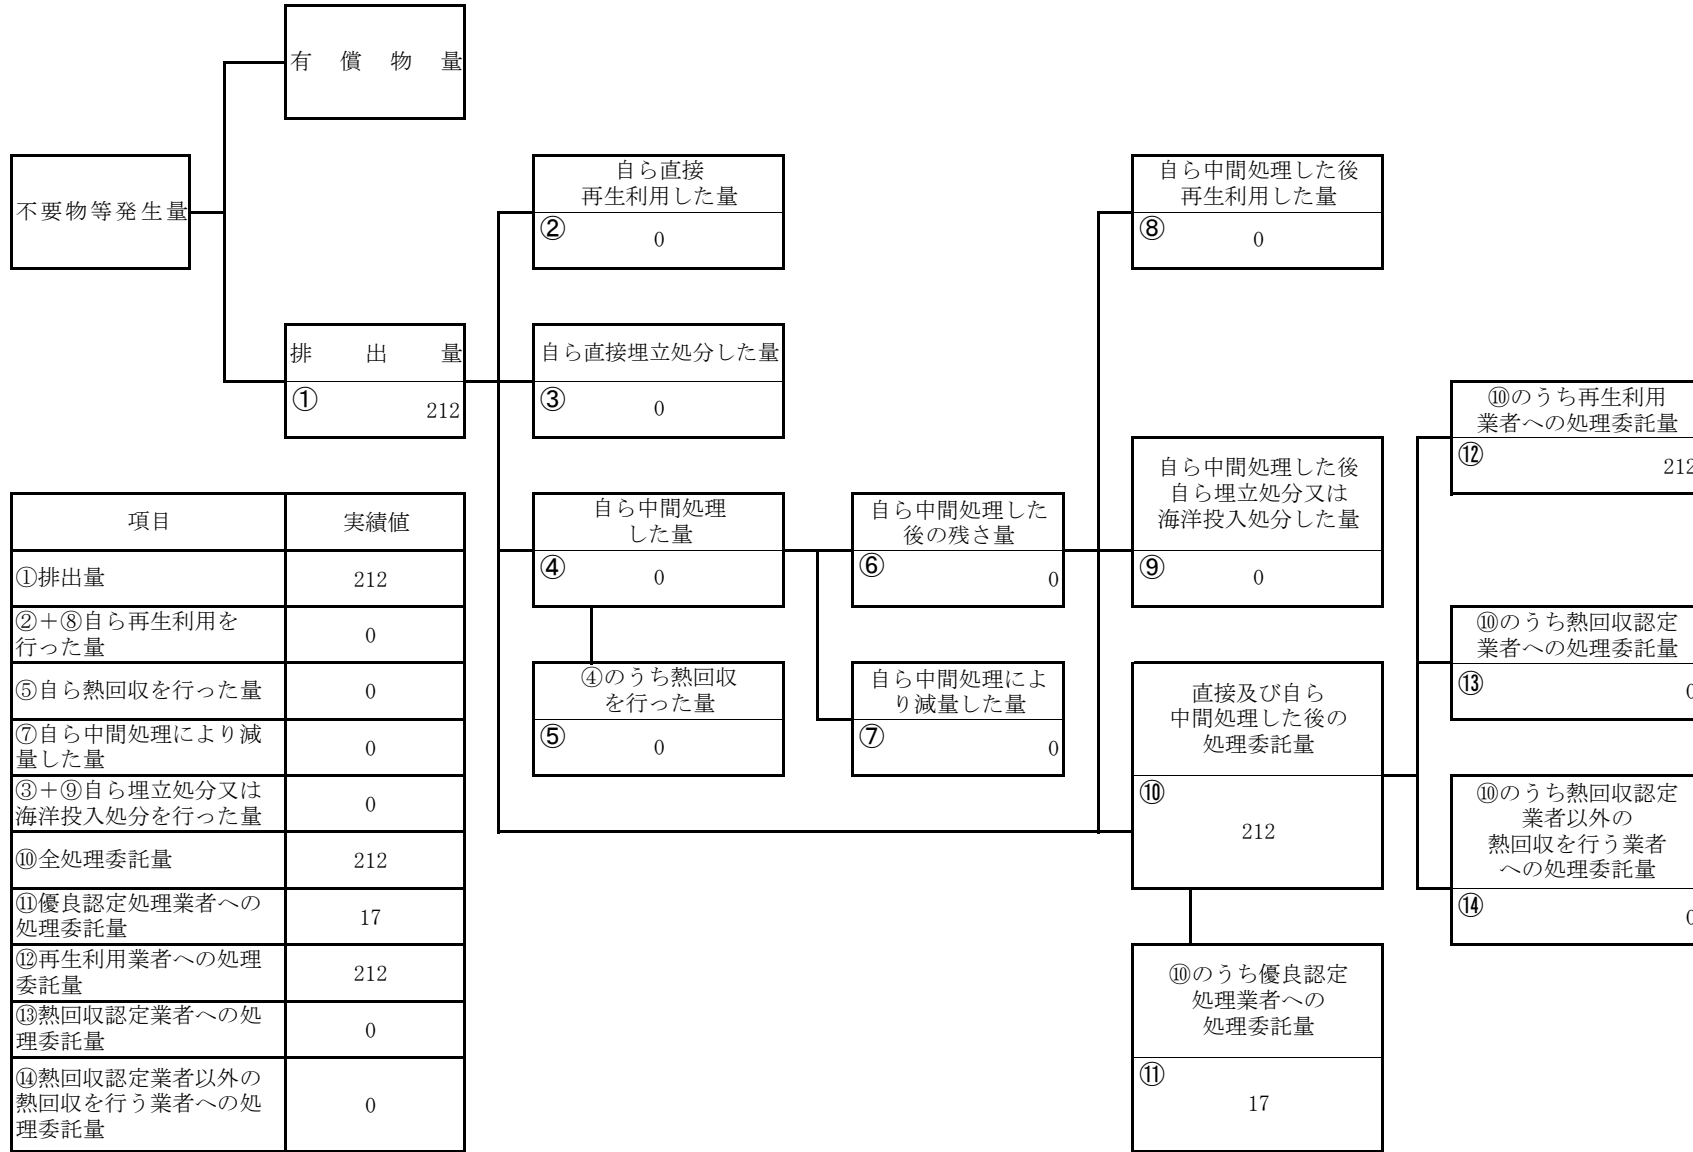 有償物量
不要物等発生量
排出量
①
212
自ら直接
再生利用した量
②
0
自ら直接埋立処分した量
③
0
自ら中間処理
した量
④
0
④のうち熱回収
を行った量
⑤
0
自ら中間処理した
後の残さ量
⑥
0
自ら中間処理によ
り減量した量
⑦
0
自ら中間処理した後
再生利用した量
⑧
0
自ら中間処理した後
自ら埋立処分又は
海洋投入処分した量
⑨
0
直接及び自ら
中間処理した後の
処理委託量
⑩
212
⑩のうち優良認定
処理業者への
処理委託量
⑪
17
⑩のうち再生利用
業者への処理委託量
⑫
212
⑩のうち熱回収認定
業者への処理委託量
⑬
0
⑩のうち熱回収認定
業者以外の
熱回収を行う業者
への処理委託量
⑭
0
項目 実績値
①排出量 212
②+⑧自ら再生利用を
行った量 0
⑤自ら熱回収を行った量 0
⑦自ら中間処理により減
量した量 0
③+⑨自ら埋立処分又は
海洋投入処分を行った量 0
⑩全処理委託量 212
⑪優良認定処理業者への
処理委託量 17
⑫再生利用業者への処理
委託量 212
⑬熱回収認定業者への処
理委託量 0
⑭熱回収認定業者以外の
熱回収を行う業者への処
理委託量 0